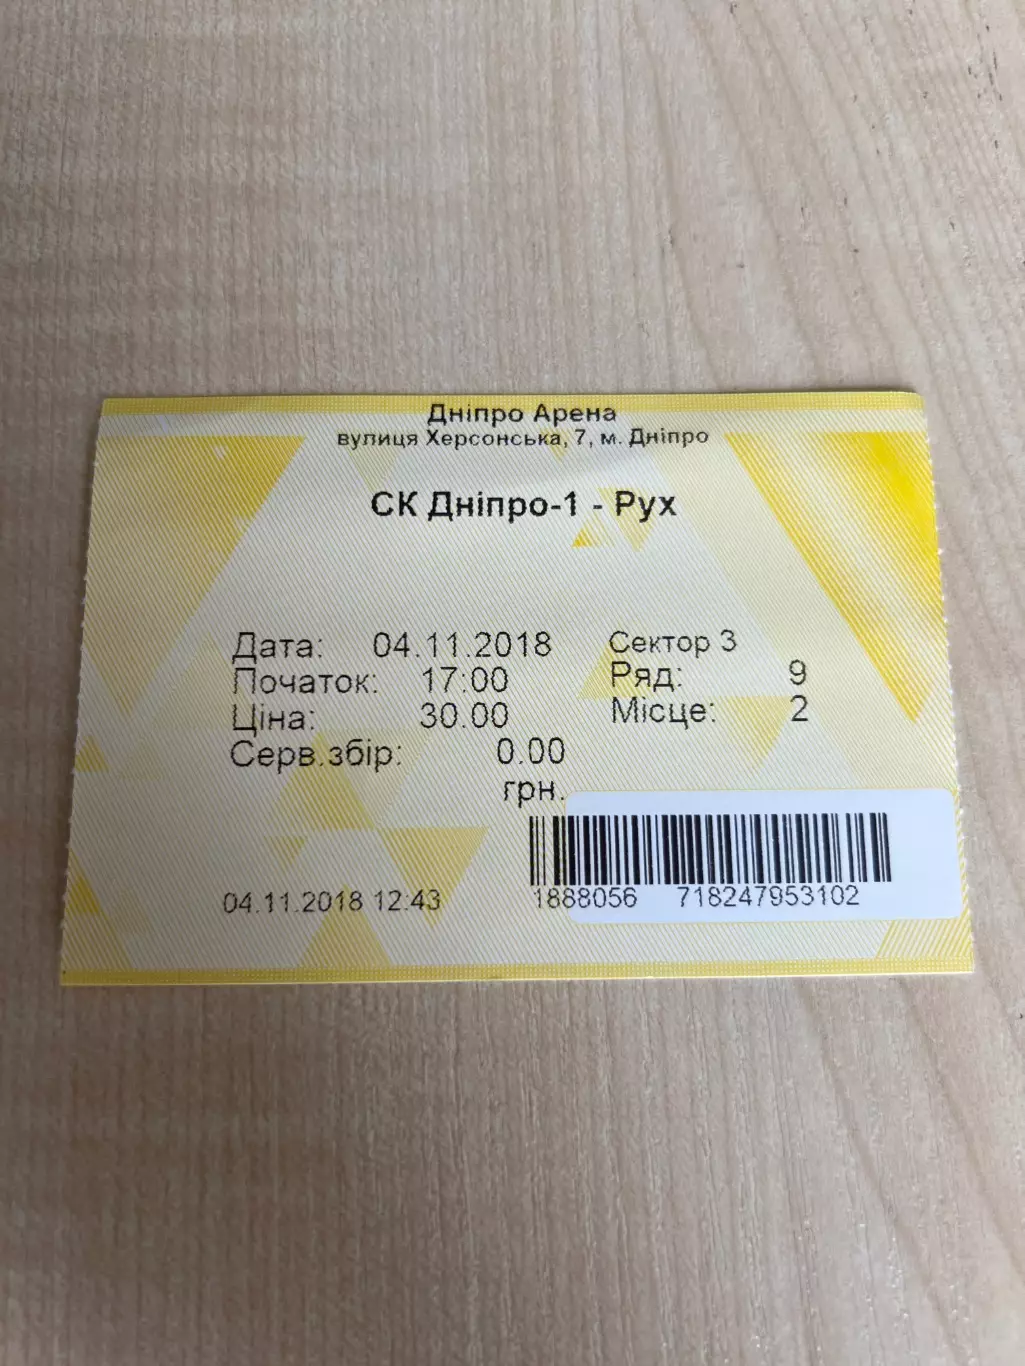 Дніпро Арена
вулиця Херсонська, 7, м. Дніпро
СК Дніпро-1 - Рух
Дата: 04.11.2018 Сектор 3
Початок: 17:00 Ряд: 9
Ціна: 30.00 Місце: 2
Серв.збір: 0.00
грн.
04.11.2018 12:43 1888056 718247953102